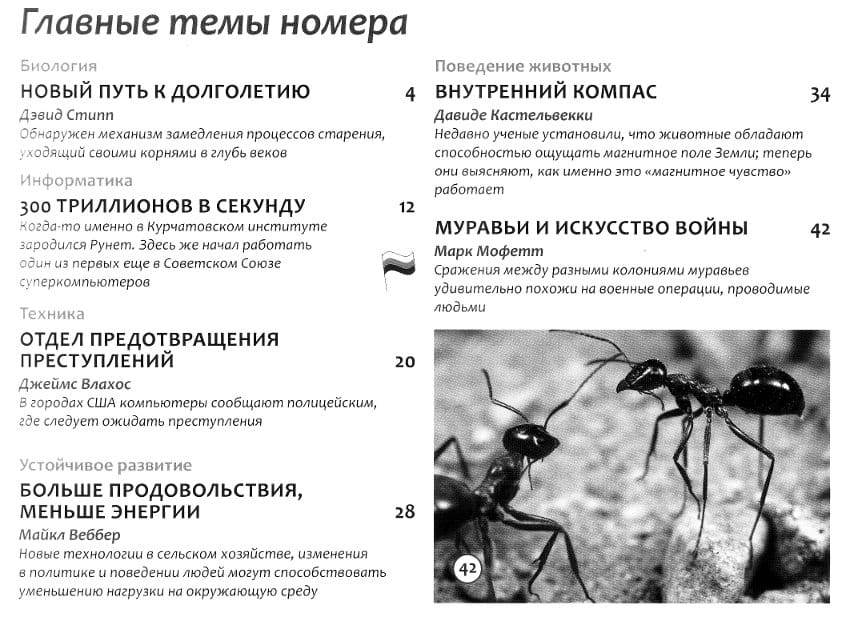 Главные темы номера
Биология
НОВЫЙ ПУТЬ К ДОЛГОЛЕТИЮ 4
Дэвид Стипп
Обнаружен механизм замедления процессов старения,
уходящий своими корнями в глубь веков
Информатика
300 ТРИЛЛИОНОВ В СЕКУНДУ 12
Когда-то именно в Курчатовском институте
зародился Рунет. Здесь же начал работать
один из первых еще в Советском Союзе
суперкомпьютеров
Техника
ОТДЕЛ ПРЕДОТВРАЩЕНИЯ
ПРЕСТУПЛЕНИЙ 20
Джеймс Влахос
В городах США компьютеры сообщают полицейским,
где следует ожидать преступления
Устойчивое развитие
БОЛЬШЕ ПРОДОВОЛЬСТВИЯ,
МЕНЬШЕ ЭНЕРГИИ 28
Майкл Веббер
Новые технологии в сельском хозяйстве, изменения
в политике и поведении людей могут способствовать
уменьшению нагрузки на окружающую среду
Поведение животных
ВНУТРЕННИЙ КОМПАС 34
Давиде Кастельвекки
Недавно ученые установили, что животные обладают
способностью ощущать магнитное поле Земли; теперь
они выясняют, как именно это «магнитное чувство»
работает
МУРАВЬИ И ИСКУССТВО ВОЙНЫ 42
Марк Мофетт
Сражения между разными колониями муравьев
удивительно похожи на военные операции, проводимые
людьми
42